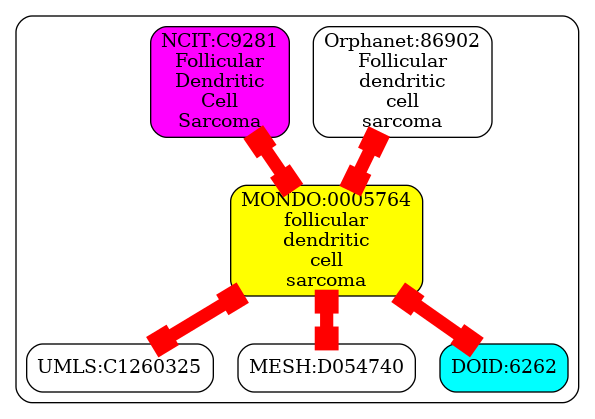 NCIT:C9281
Follicular
Dendritic
Cell
Sarcoma
Orphanet:86902
Follicular
dendritic
cell
sarcoma
MONDO:0005764
follicular
dendritic
cell
sarcoma
UMLS:C1260325
MESH:D054740
DOID:6262